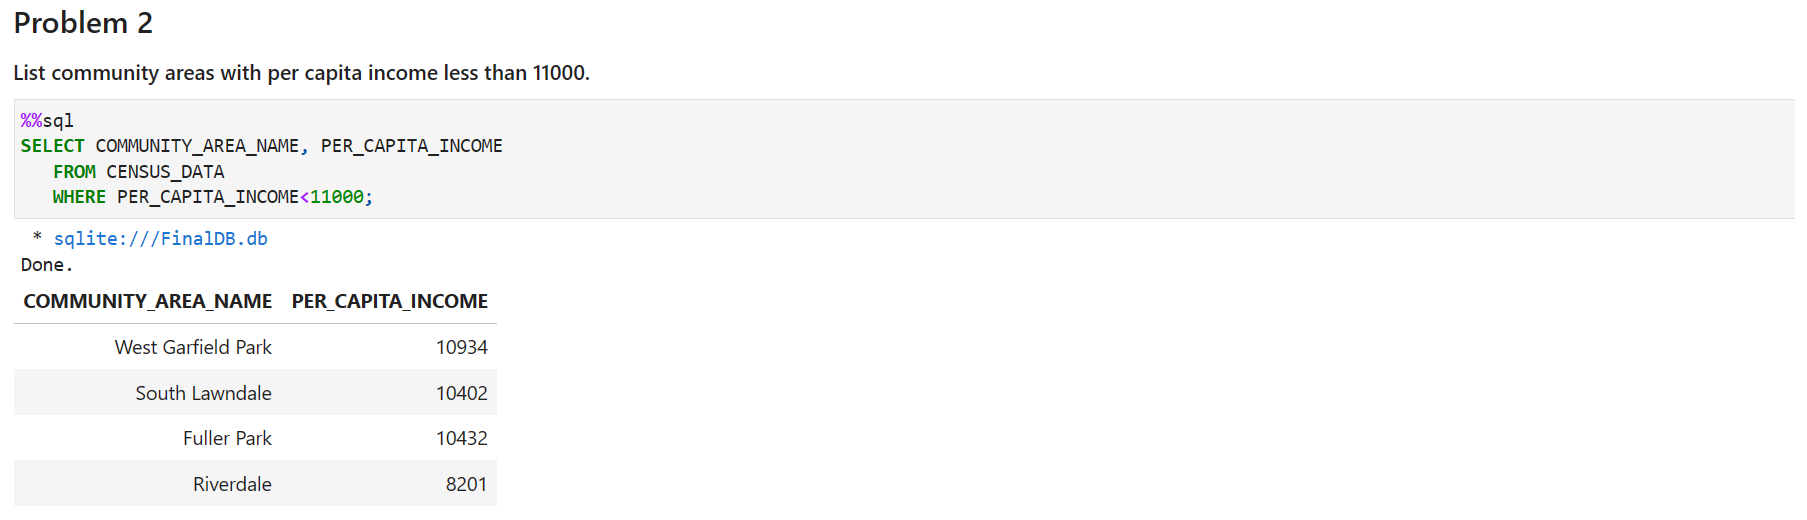 Problem 2
List community areas with per capita income less than 11000.
%%sql
SELECT COMMUNITY_AREA_NAME, PER_CAPITA_INCOME
FROM CENSUS_DATA
WHERE PER_CAPITA_INCOME<11000;
* sqlite:///FinalDB.db
Done.
COMMUNITY_AREA_NAME PER_CAPITA_INCOME
West Garfield Park 10934
South Lawndale 10402
Fuller Park 10432
Riverdale 8201